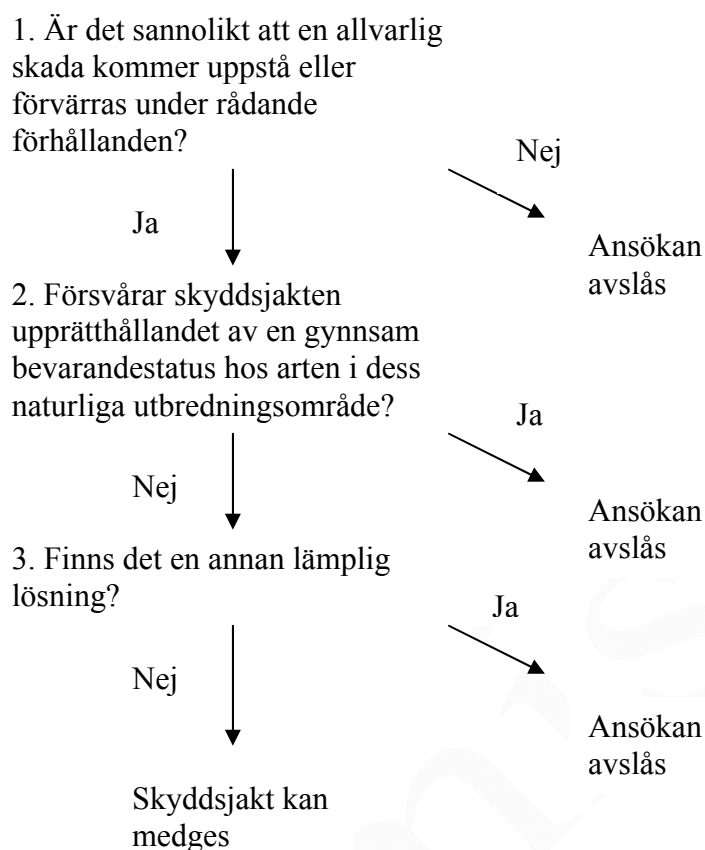 1. Är det sannolikt att en allvarlig
skada kommer uppstå eller
förvärras under rådande
förhållanden?
Nej
Ja
Ansökan
avslås
2. Försvårar skyddsjakten
upprätthållandet av en gynnsam
bevarandestatus hos arten i dess
naturliga utbredningsområde?
Ja
Nej
Ansökan
avslås
3. Finns det en annan lämplig
lösning?
Ja
Nej
Ansökan
avslås
Skyddsjakt kan
medges